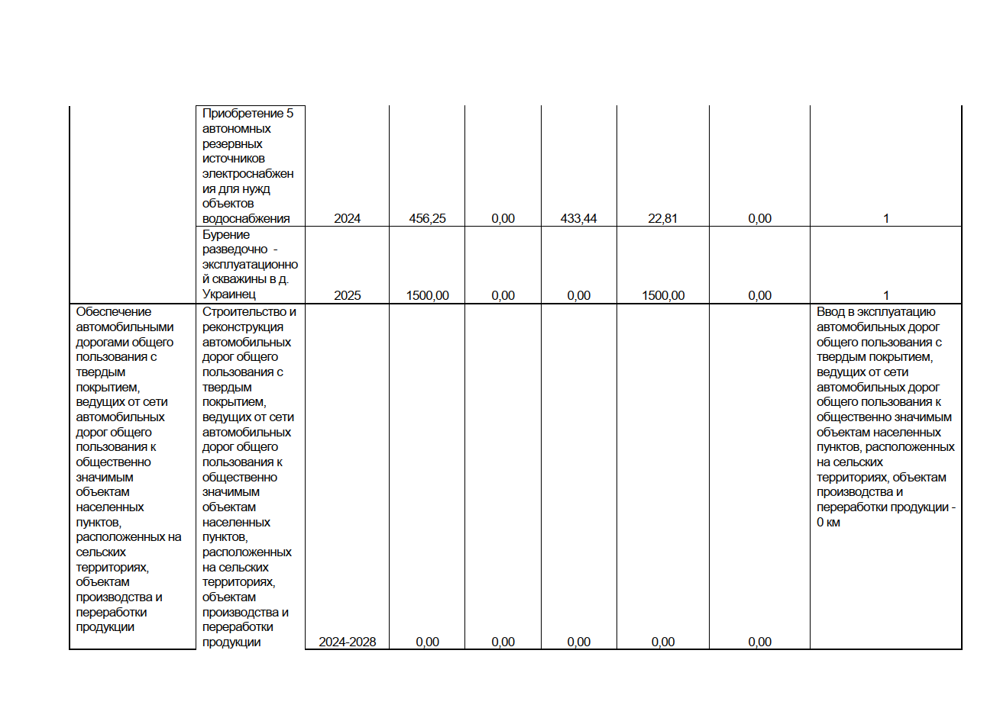 Приобретение 5
автономных
резервных
источников
электроснабжен
ия для нужд
объектов
водоснабжения
2024
456,25
0,00
433,44
22,81
0,00
1
Бурение
разведочно -
эксплуатационно
й скважины в д.
Украинец
2025
1500,00
0,00
0,00
1500,00
0,00
1
Обеспечение
автомобильными
дорогами общего
пользования с
твердым
покрытием,
ведущих от сети
автомобильных
дорог общего
пользования к
общественно
значимым
объектам
населенных
пунктов,
расположенных на
сельских
территориях,
объектам
производства и
переработки
продукции
Строительство и
реконструкция
автомобильных
дорог общего
пользования с
твердым
покрытием,
ведущих от сети
автомобильных
дорог общего
пользования к
общественно
значимым
объектам
населенных
пунктов,
расположенных
на сельских
территориях,
объектам
производства и
переработки
продукции
2024-2028
0,00
0,00
0,00
0,00
0,00
Ввод в эксплуатацию
автомобильных дорог
общего пользования с
твердым покрытием,
ведущих от сети
автомобильных дорог
общего пользования к
общественно значимым
объектам населенных
пунктов, расположенных
на сельских
территориях, объектам
производства и
переработки продукции -
0 км